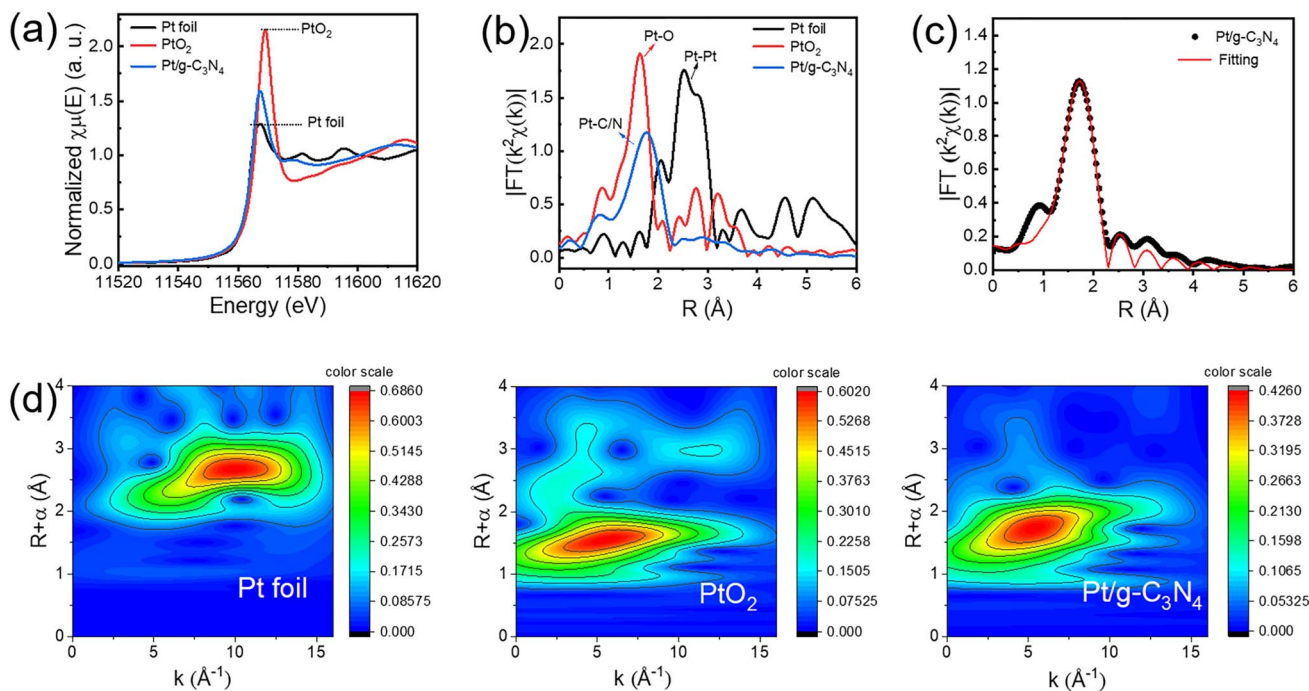 (a)
Pt foil
PtO2
Pt/g-C3N4
PtO2
Pt foil
Normalized χμ(E) (a. u.)
2.0
1.5
1.0
0.5
0.0
11520 11540 11560 11580 11600 11620
Energy (eV)
(b)
Pt-O
Pt-Pt
Pt-C/N
Pt foil
PtO2
Pt/g-C3N4
|FT(k²χ(k))|
2.0
1.5
1.0
0.5
0.0
0 1 2 3 4 5 6
R (Å)
(c)
Pt/g-C3N4
Fitting
|FT (k²χ(k))|
1.4
1.2
1.0
0.8
0.6
0.4
0.2
0.0
0 1 2 3 4 5 6
R (Å)
(d)
color scale
4
3
2
1
0
R+α (Å)
Pt foil
0 5 10 15
k (Å⁻¹)
0.6860
0.6003
0.5145
0.4288
0.3430
0.2573
0.1715
0.08575
0.000
color scale
4
3
2
1
0
R+α (Å)
PtO2
0 5 10 15
k (Å⁻¹)
0.6020
0.5268
0.4515
0.3763
0.3010
0.2258
0.1505
0.07525
0.000
color scale
4
3
2
1
0
R+α (Å)
Pt/g-C3N4
0 5 10 15
k (Å⁻¹)
0.4260
0.3728
0.3195
0.2663
0.2130
0.1598
0.1065
0.05325
0.000